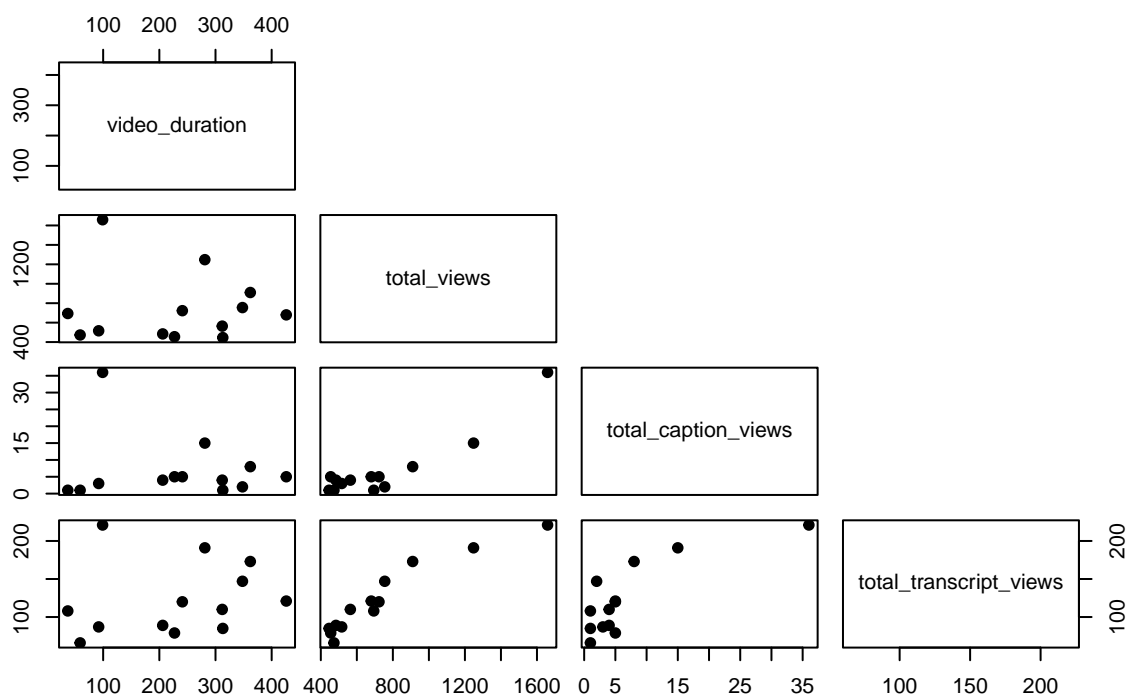 100 200 300 400
100 300
video_duration
400 1200
total_views
0 15 30
total_caption_views
100 200
total_transcript_views
100 200
100 200 300 400
400 800 1200 1600
0 5 15 25 35
100 150 200